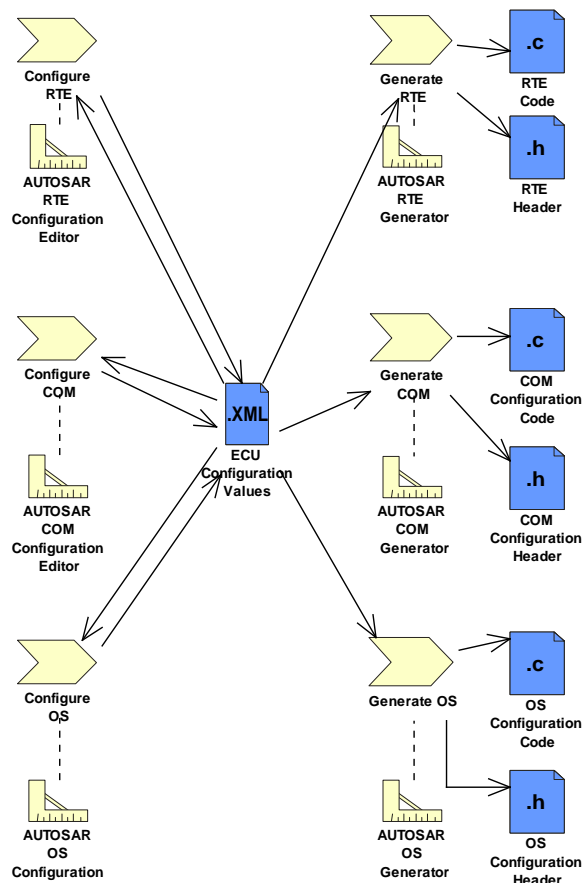 Configure
RTE
AUTOSAR
RTE
Configuration
Editor
Generate
RTE
AUTOSAR
RTE
Generator
.c
RTE
Code
.h
RTE
Header
Configure
COM
AUTOSAR
COM
Configuration
Editor
.XML
ECU
Configuration
Values
Generate
COM
AUTOSAR
COM
Generator
.c
COM
Configuration
Code
.h
COM
Configuration
Header
Configure
OS
AUTOSAR
OS
Configuration
Generate OS
AUTOSAR
OS
Generator
.c
OS
Configuration
Code
.h
OS
Configuration
Header